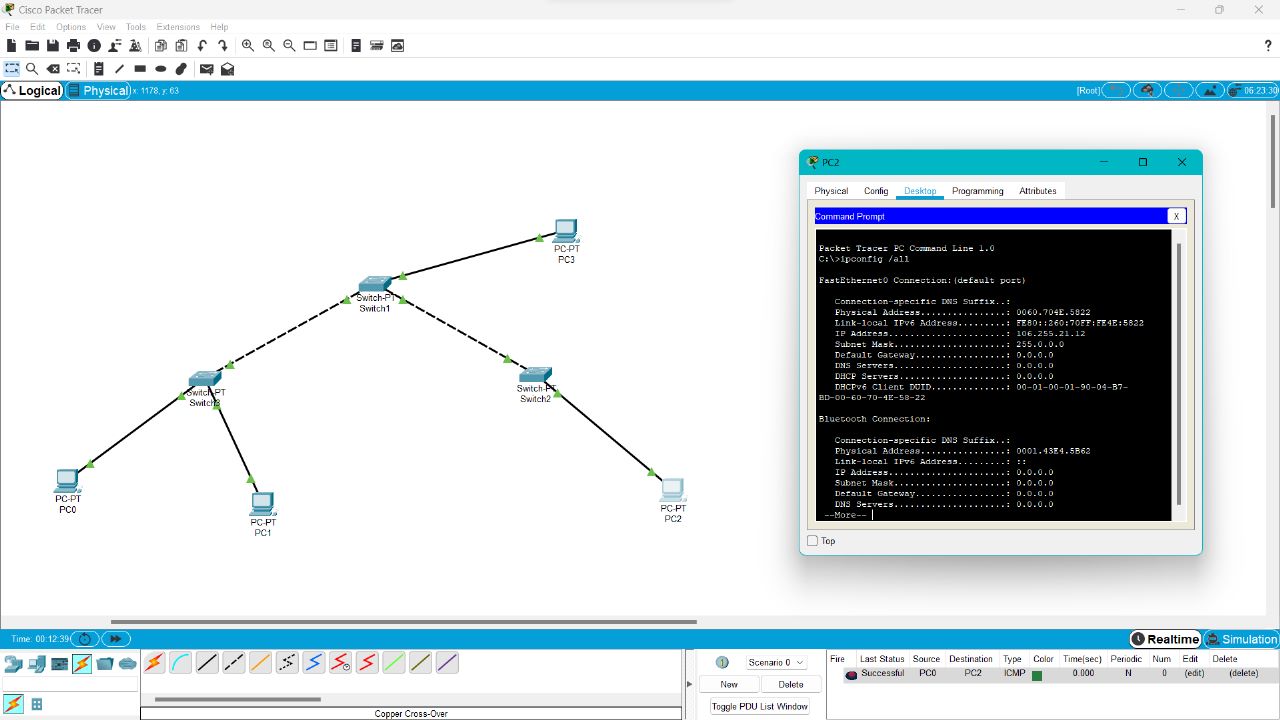 Cisco Packet Tracer
File Edit Options View Tools Extensions Help
?
Logical Physical x: 1178, y: 63 [Root] 06:23:30
PC-PT
PC3
Switch-PT
Switch1
Switch-PT
Switch3
Switch-PT
Switch2
PC-PT
PC0
PC-PT
PC1
PC-PT
PC2
PC2
Physical Config Desktop Programming Attributes
Command Prompt X
Packet Tracer PC Command Line 1.0
C:\>ipconfig /all
FastEthernet0 Connection:(default port)
Connection-specific DNS Suffix..:
Physical Address................: 0060.704E.5822
Link-local IPv6 Address.........: FE80::260:70FF:FE4E:5822
IP Address......................: 106.255.21.12
Subnet Mask.....................: 255.0.0.0
Default Gateway.................: 0.0.0.0
DNS Servers.....................: 0.0.0.0
DHCP Servers....................: 0.0.0.0
DHCPv6 Client DUID..............: 00-01-00-01-90-04-B7-
BD-00-60-70-4E-58-22
Bluetooth Connection:
Connection-specific DNS Suffix..:
Physical Address................: 0001.43E4.5B62
Link-local IPv6 Address.........: ::
IP Address......................: 0.0.0.0
Subnet Mask.....................: 0.0.0.0
Default Gateway.................: 0.0.0.0
DNS Servers.....................: 0.0.0.0
--More--
Top
Time: 00:12:39 Realtime Simulation
Copper Cross-Over
Scenario 0
New Delete
Toggle PDU List Window
Fire Last Status Source Destination Type Color Time(sec) Periodic Num Edit Delete
Successful PC0 PC2 ICMP 0.000 N 0 (edit) (delete)